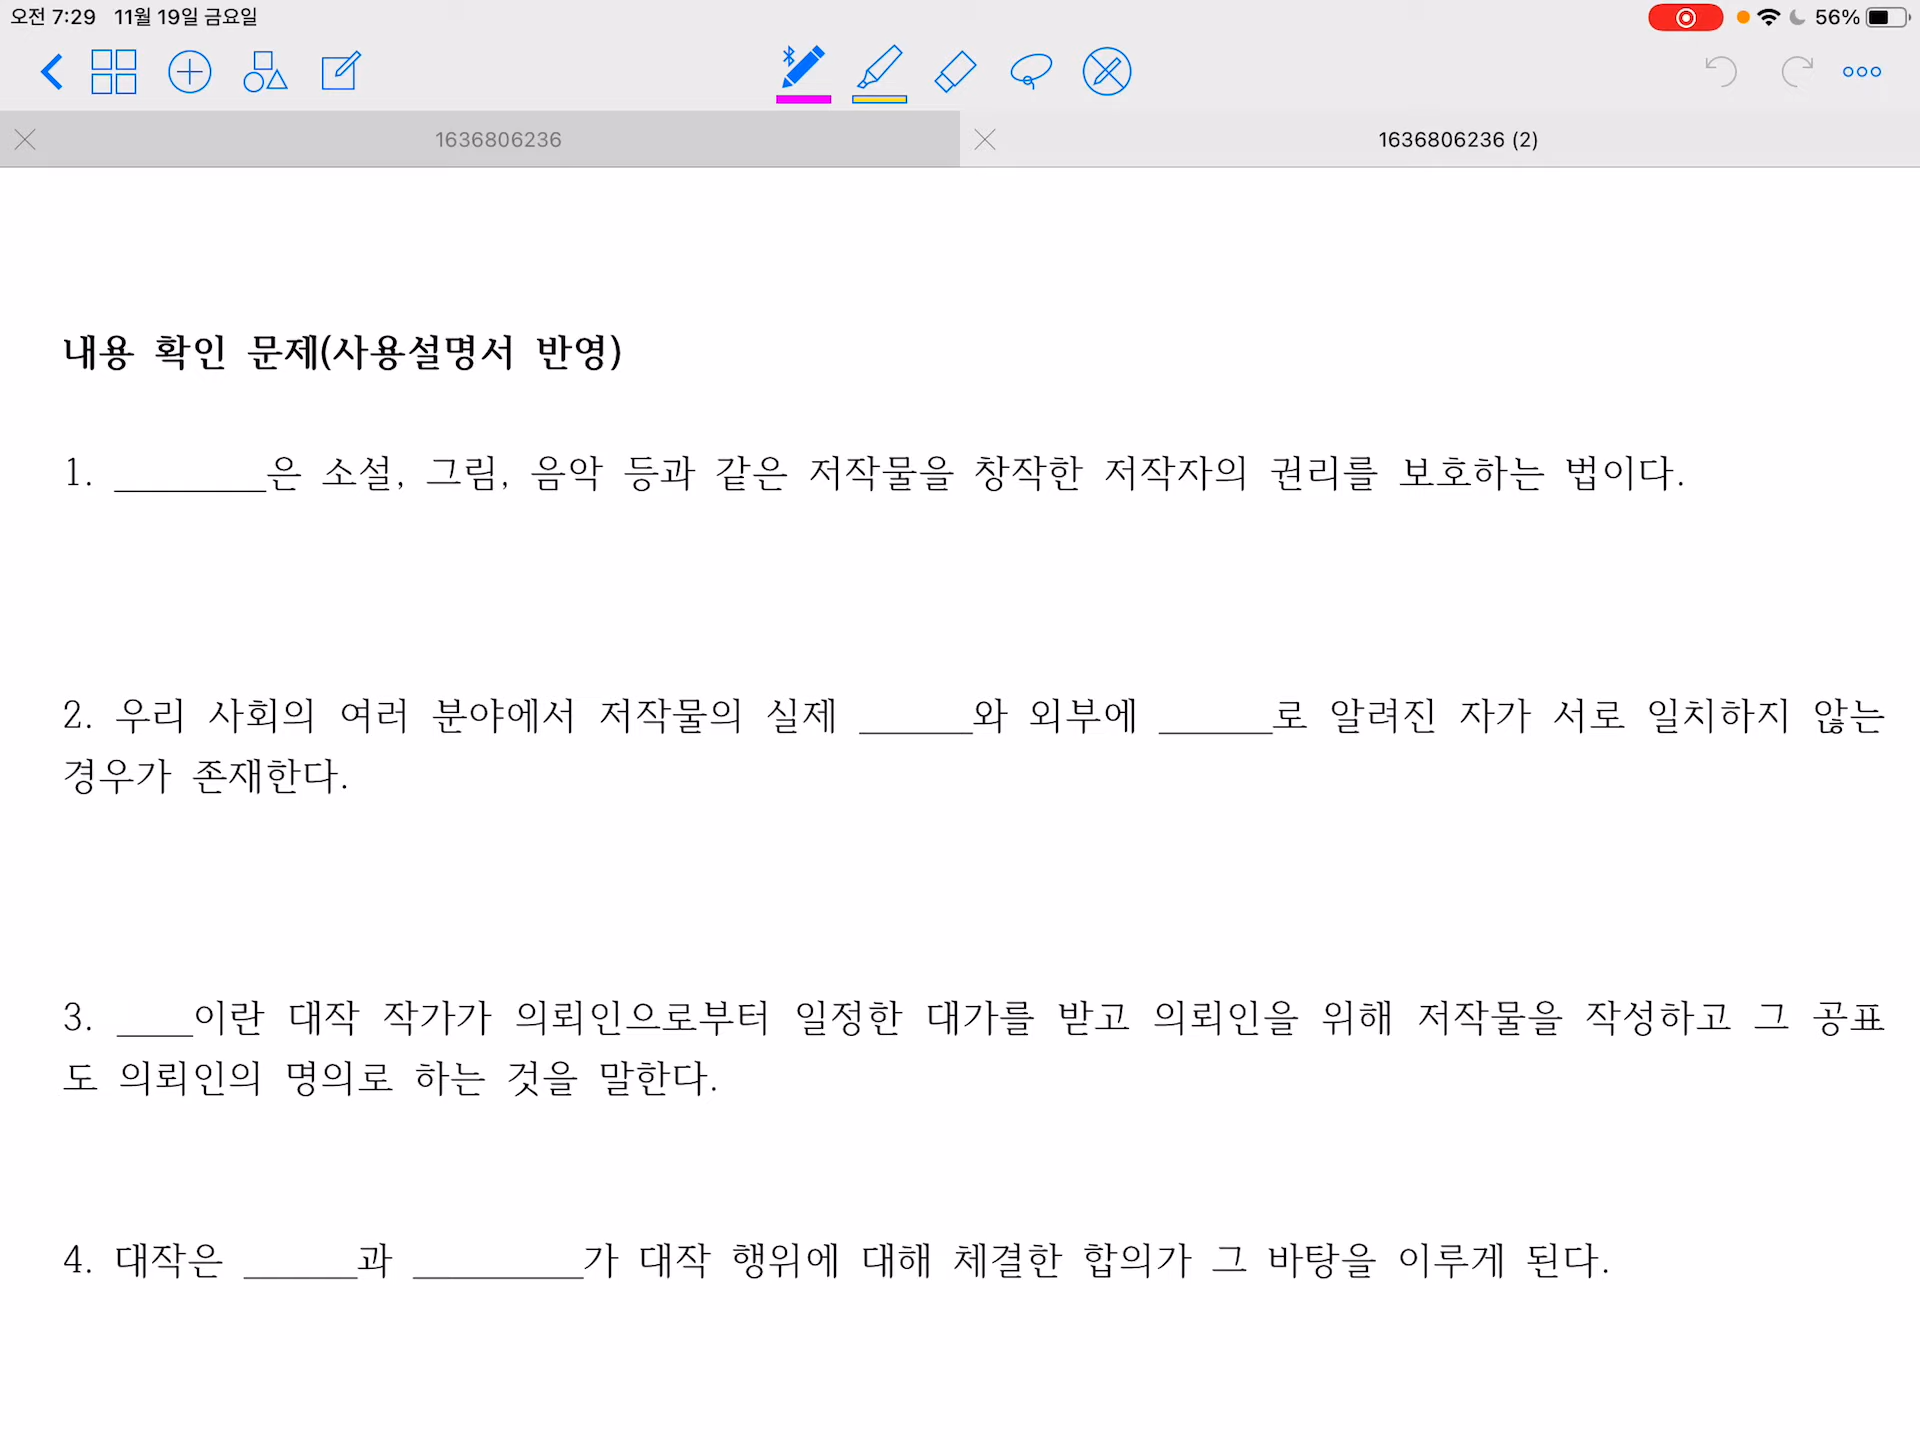 오전 7:29 11월 19일 금요일 56%
1636806236 1636806236 (2)
내용 확인 문제(사용설명서 반영)
1. ________은 소설, 그림, 음악 등과 같은 저작물을 창작한 저작자의 권리를 보호하는 법이다.
2. 우리 사회의 여러 분야에서 저작물의 실제 ______와 외부에 ______로 알려진 자가 서로 일치하지 않는
경우가 존재한다.
3. ____이란 대작 작가가 의뢰인으로부터 일정한 대가를 받고 의뢰인을 위해 저작물을 작성하고 그 공표
도 의뢰인의 명의로 하는 것을 말한다.
4. 대작은 ______과 _________가 대작 행위에 대해 체결한 합의가 그 바탕을 이루게 된다.